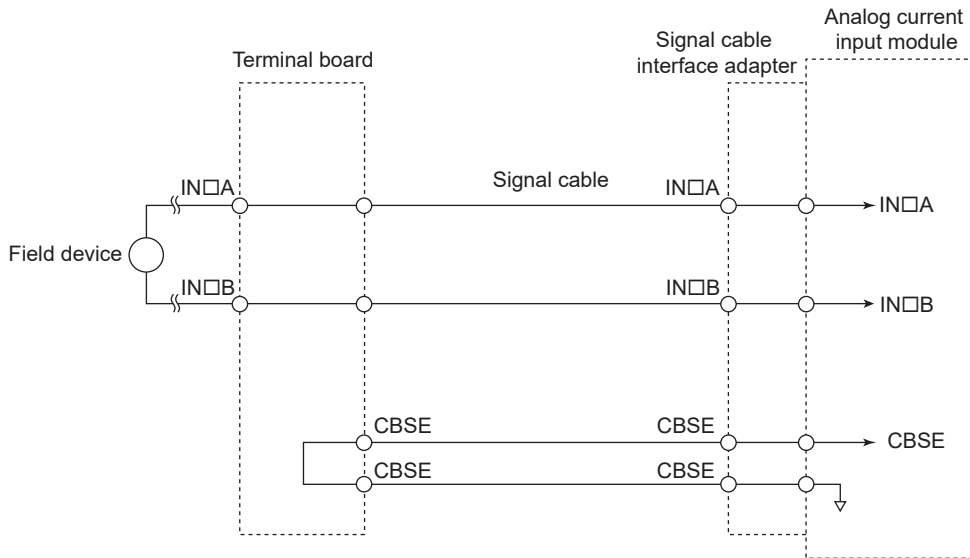 Analog current
input module
Signal cable
interface adapter
Terminal board
IN□A
Signal cable
IN□A
IN□A
Field device
IN□B
IN□B
IN□B
CBSE
CBSE
CBSE
CBSE
CBSE